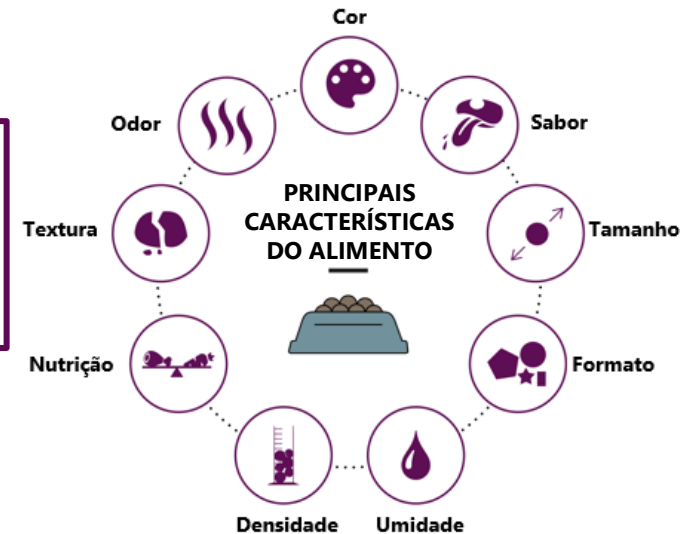 Cor
Odor
Sabor
PRINCIPAIS
CARACTERÍSTICAS
DO ALIMENTO
Textura
Tamanho
Nutrição
Formato
Densidade
Umidade